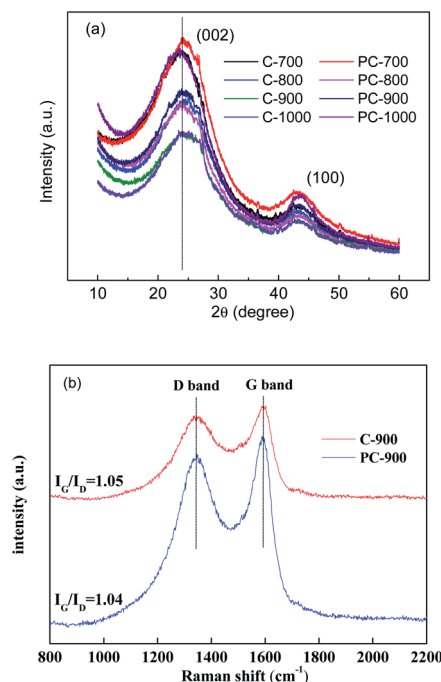 (a)
(002)
C-700 PC-700
C-800 PC-800
C-900 PC-900
C-1000 PC-1000
(100)
Intensity (a.u.)
10 20 30 40 50 60
2θ (degree)
(b)
D band G band
C-900
PC-900
I_G/I_D=1.05
I_G/I_D=1.04
intensity (a.u.)
800 1000 1200 1400 1600 1800 2000 2200
Raman shift (cm⁻¹)